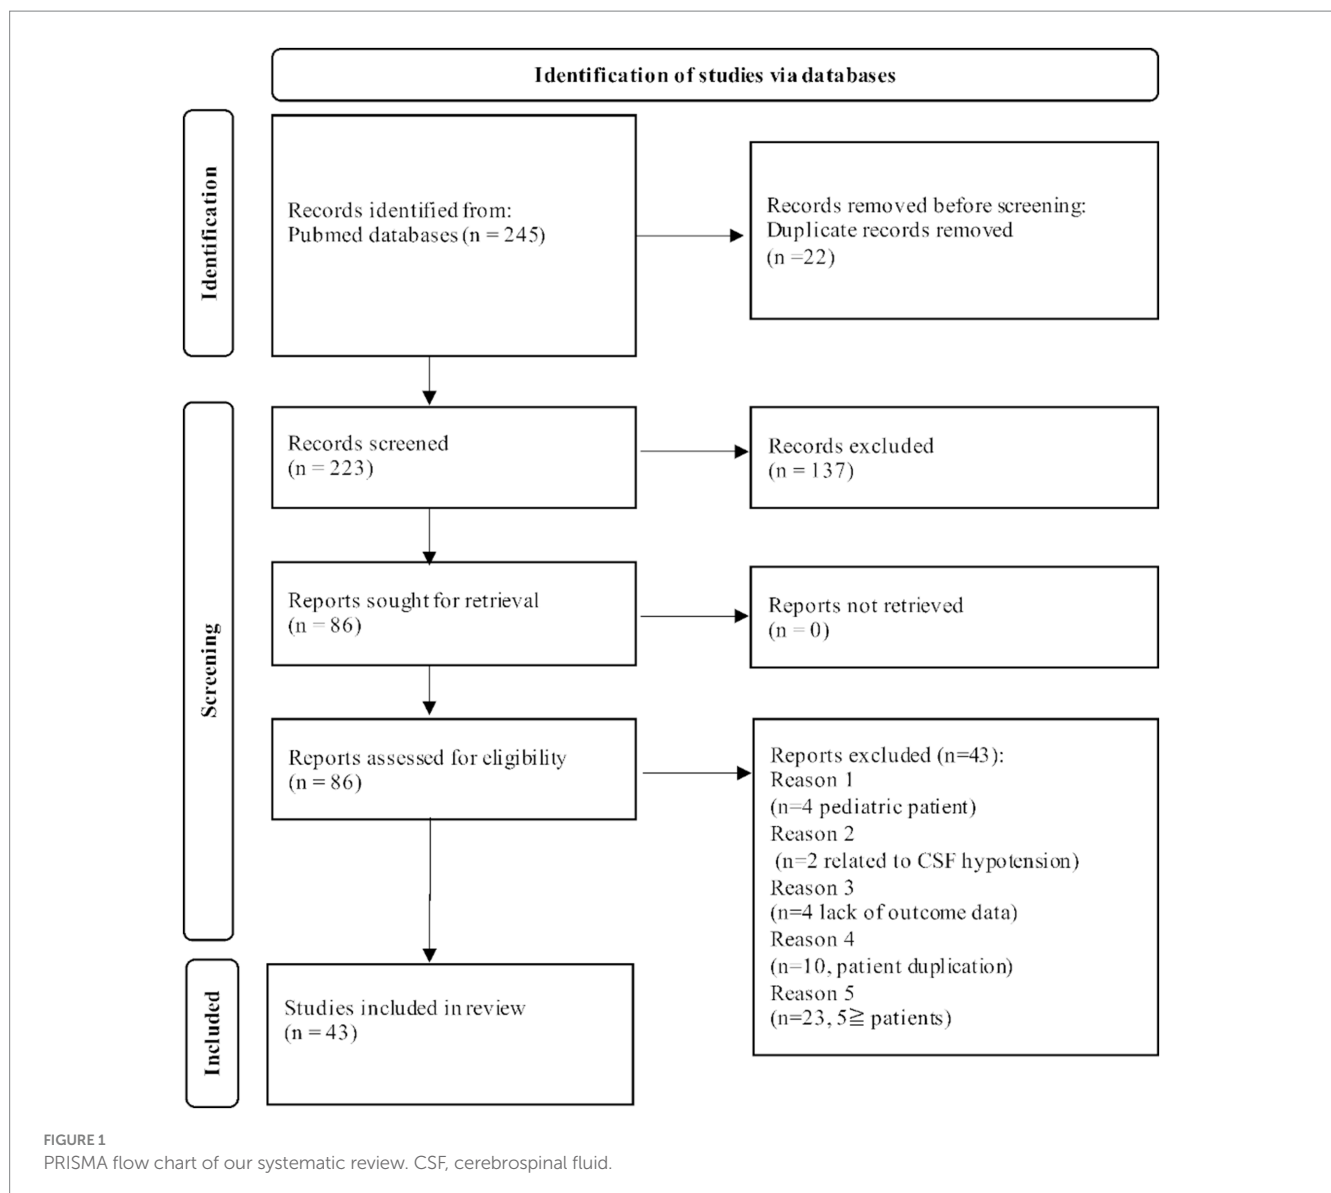 Identification of studies via databases
Identification
Records identified from:
Pubmed databases (n = 245)
Records removed before screening:
Duplicate records removed
(n =22)
Screening
Records screened
(n = 223)
Records excluded
(n = 137)
Reports sought for retrieval
(n = 86)
Reports not retrieved
(n = 0)
Reports assessed for eligibility
(n = 86)
Reports excluded (n=43):
Reason 1
(n=4 pediatric patient)
Reason 2
(n=2 related to CSF hypotension)
Reason 3
(n=4 lack of outcome data)
Reason 4
(n=10, patient duplication)
Reason 5
(n=23, 5≧ patients)
Included
Studies included in review
(n = 43)
FIGURE 1
PRISMA flow chart of our systematic review. CSF, cerebrospinal fluid.